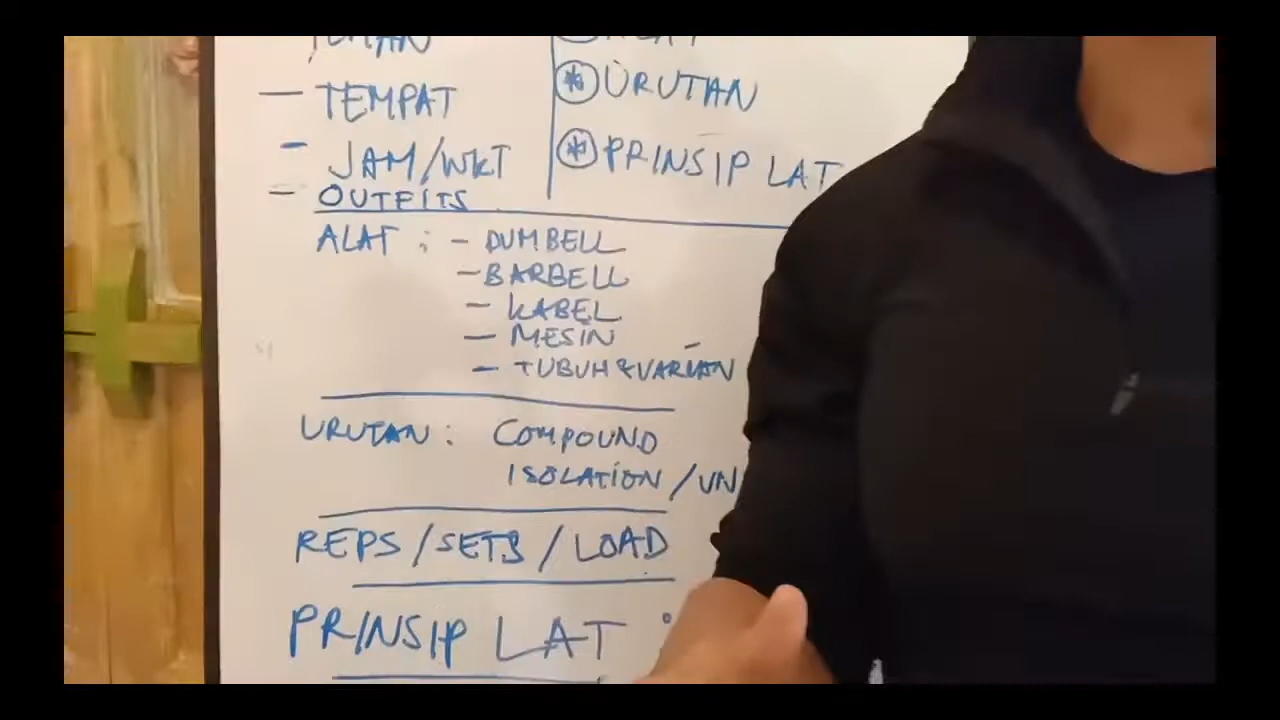 — TEMPAT
- JAM/WKT
— OUTFITS
* URUTAN
* PRINSIP LAT
ALAT : - DUMBELL
- BARBELL
- KABEL
- MESIN
- TUBUH & VARIAN
URUTAN : COMPOUND
ISOLATION / UN
REPS / SETS / LOAD
PRINSIP LAT :